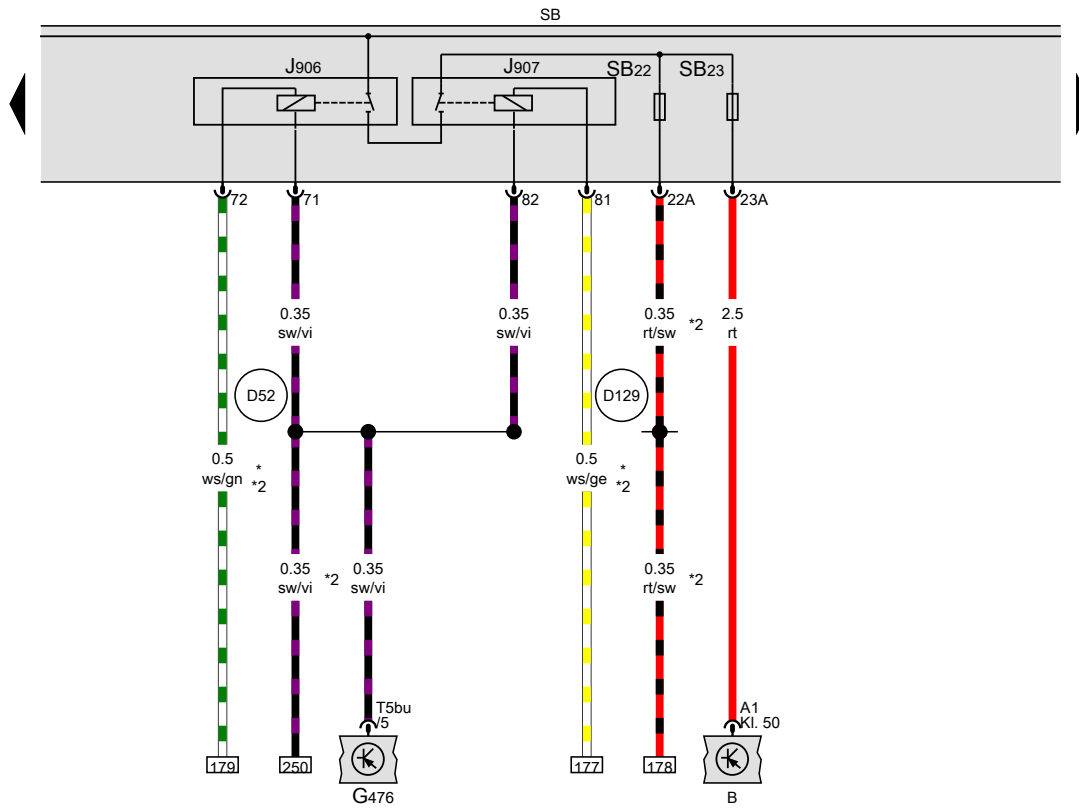 SB
J906 J907 SB22 SB23
72 71 82 81 22A 23A
0.35 0.35 0.35 2.5
sw/vi sw/vi rt/sw *2 rt
D52 D129
0.5 * 0.5 *
ws/gn *2 ws/ge *2
0.35 0.35 0.35
sw/vi *2 sw/vi rt/sw *2
T5bu A1
/5 Kl. 50
179 250 177 178
G476 B